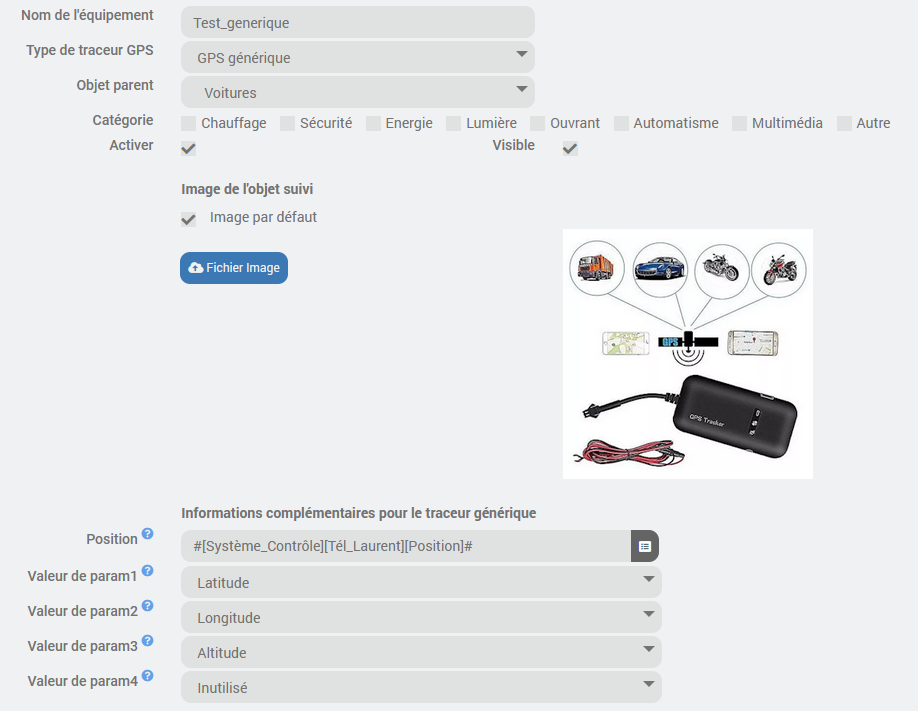 Nom de l'équipement
Test_generique
Type de traceur GPS
GPS générique
Objet parent
Voitures
Catégorie
Chauffage Sécurité Energie Lumière Ouvrant Automatisme Multimédia Autre
Activer
Visible
Image de l'objet suivi
Image par défaut
Fichier Image
GPS
GPS Tracker
Informations complémentaires pour le traceur générique
Position ?
#[Système_Contrôle][Tél_Laurent][Position]#
Valeur de param1 ?
Latitude
Valeur de param2 ?
Longitude
Valeur de param3 ?
Altitude
Valeur de param4 ?
Inutilisé